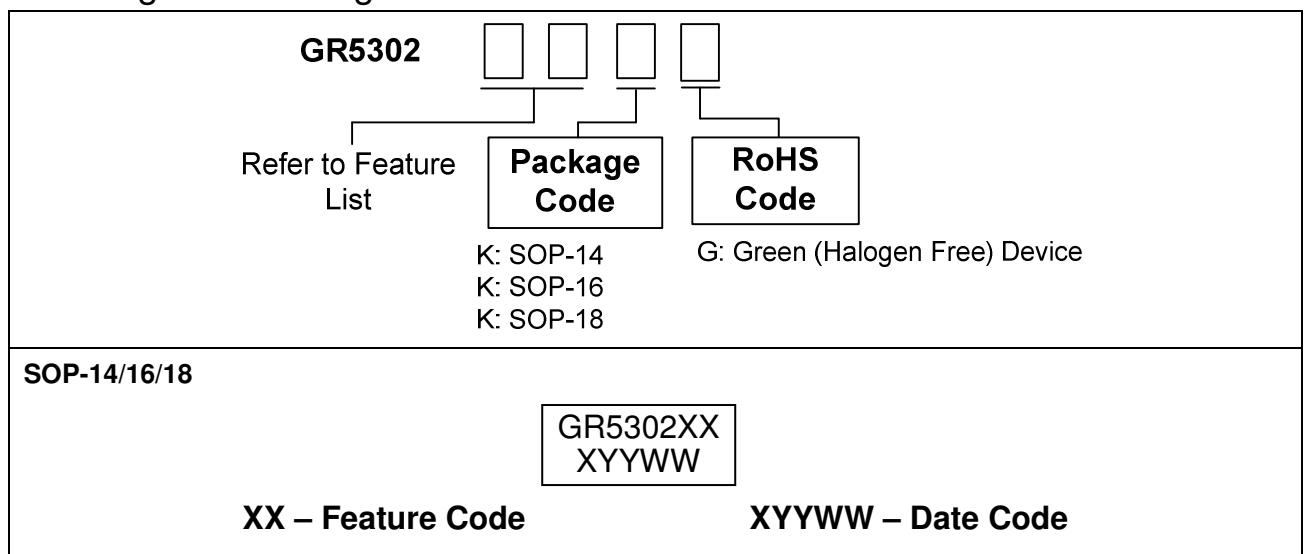 GR5302
Refer to Feature
List
Package
Code
RoHS
Code
K: SOP-14
K: SOP-16
K: SOP-18
G: Green (Halogen Free) Device
SOP-14/16/18
GR5302XX
XYYWW
XX – Feature Code
XYYWW – Date Code